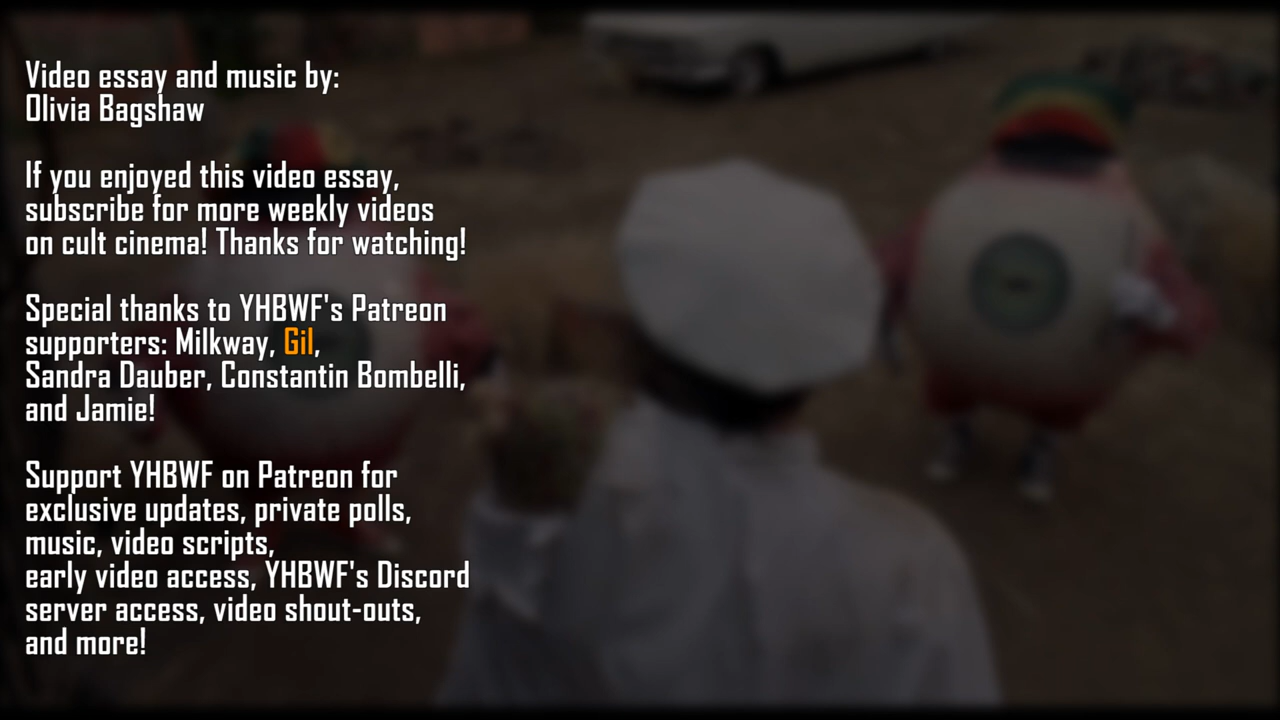 Video essay and music by:
Olivia Bagshaw
If you enjoyed this video essay,
subscribe for more weekly videos
on cult cinema! Thanks for watching!
Special thanks to YHBWF's Patreon
supporters: Milkway, Gil,
Sandra Dauber, Constantin Bombelli,
and Jamie!
Support YHBWF on Patreon for
exclusive updates, private polls,
music, video scripts,
early video access, YHBWF's Discord
server access, video shout-outs,
and more!